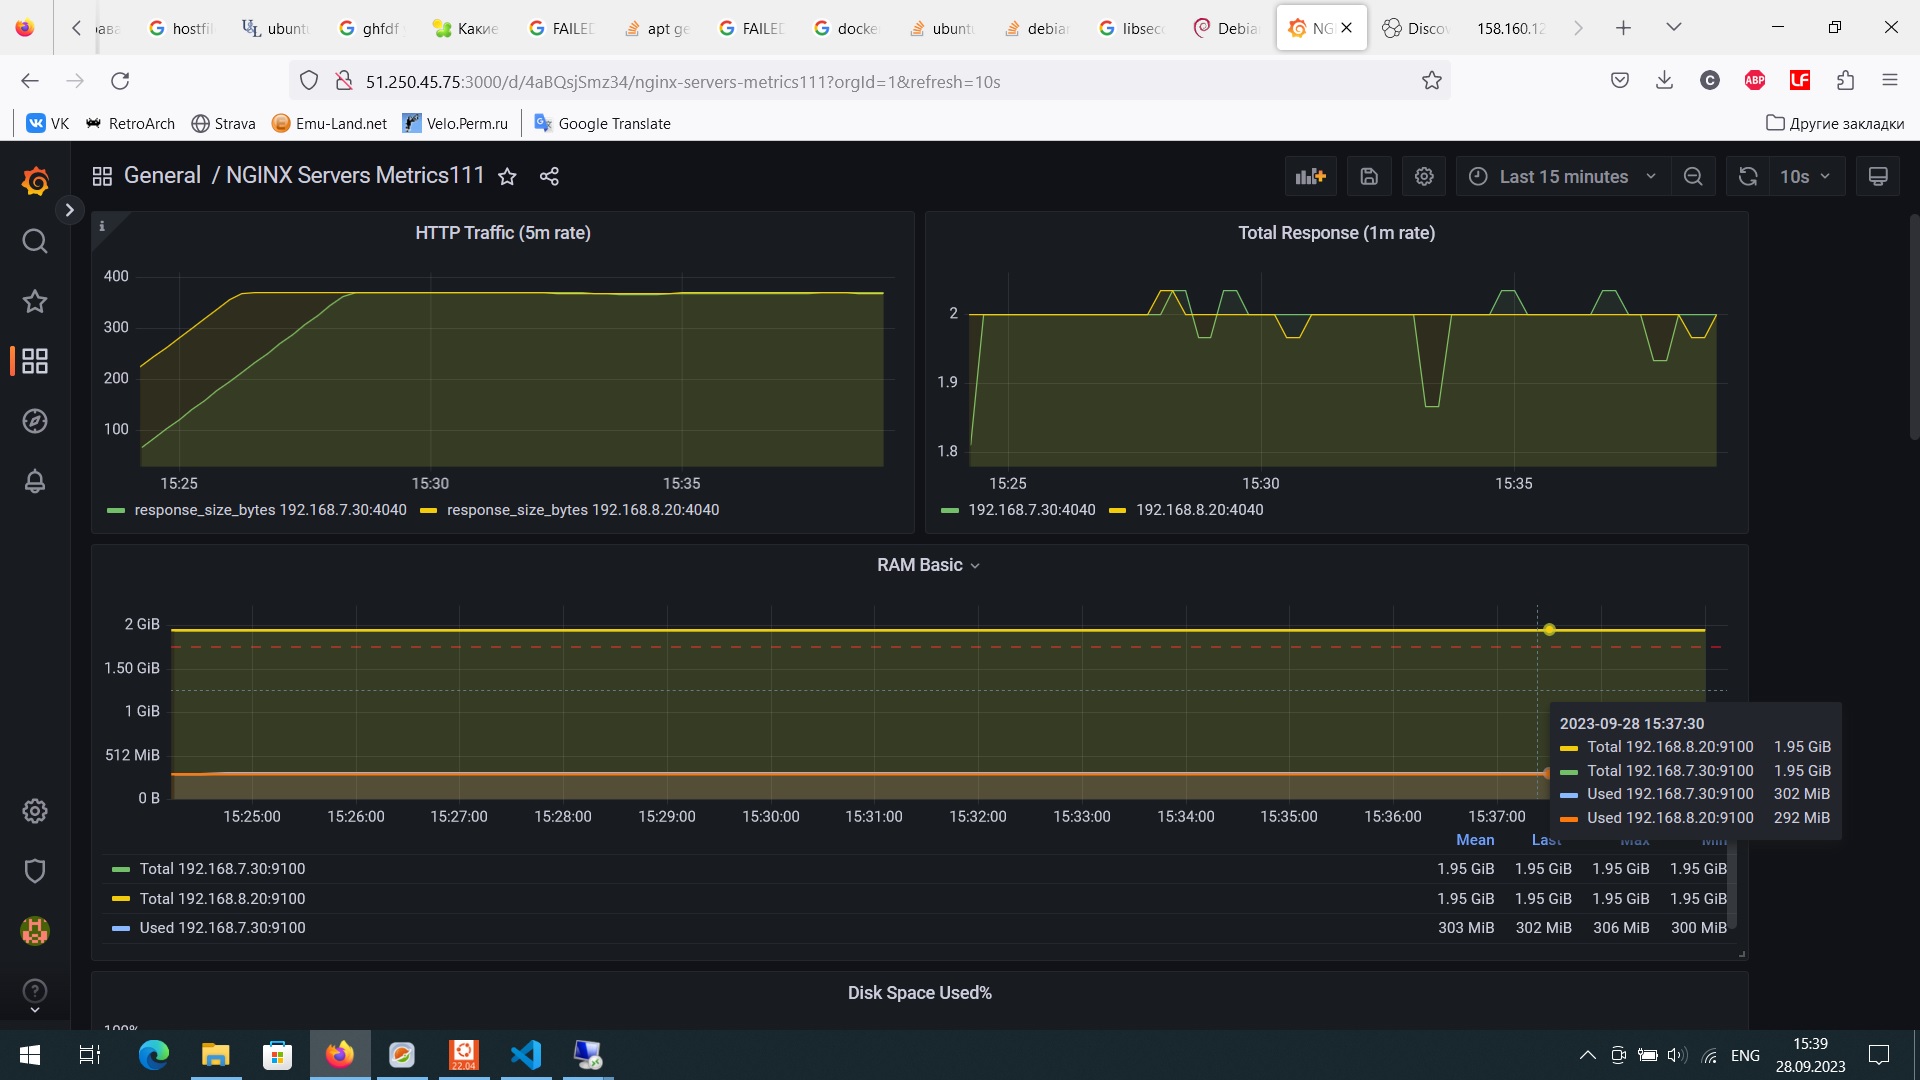 ава
hostfil
ubunt
ghfdf
Какие
FAILED
apt ge
FAILED
docke
ubunt
debian
libsecc
Debia
NG
Discov
158.160.12
51.250.45.75:3000/d/4aBQsjSmz34/nginx-servers-metrics111?orgId=1&refresh=10s
C
ABP
LF
VK
RetroArch
Strava
Emu-Land.net
Velo.Perm.ru
Google Translate
Другие закладки
General / NGINX Servers Metrics111
Last 15 minutes
10s
HTTP Traffic (5m rate)
400
300
200
100
15:25
15:30
15:35
response_size_bytes 192.168.7.30:4040
response_size_bytes 192.168.8.20:4040
Total Response (1m rate)
2
1.9
1.8
15:25
15:30
15:35
192.168.7.30:4040
192.168.8.20:4040
RAM Basic
2 GiB
1.50 GiB
1 GiB
512 MiB
0 B
15:25:00
15:26:00
15:27:00
15:28:00
15:29:00
15:30:00
15:31:00
15:32:00
15:33:00
15:34:00
15:35:00
15:36:00
15:37:00
2023-09-28 15:37:30
Total 192.168.8.20:9100 1.95 GiB
Total 192.168.7.30:9100 1.95 GiB
Used 192.168.7.30:9100 302 MiB
Used 192.168.8.20:9100 292 MiB
Mean Last Max Min
Total 192.168.7.30:9100 1.95 GiB 1.95 GiB 1.95 GiB 1.95 GiB
Total 192.168.8.20:9100 1.95 GiB 1.95 GiB 1.95 GiB 1.95 GiB
Used 192.168.7.30:9100 303 MiB 302 MiB 306 MiB 300 MiB
Disk Space Used%
100%
22.04
ENG
15:39
28.09.2023